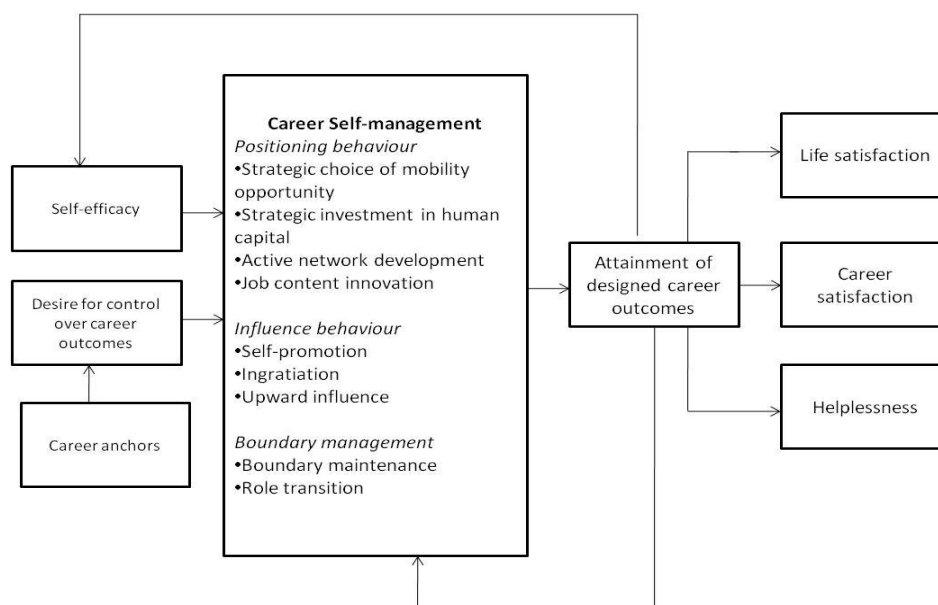 Career Self-management
Positioning behaviour
•Strategic choice of mobility
opportunity
•Strategic investment in human
capital
•Active network development
•Job content innovation
Influence behaviour
•Self-promotion
•Ingratiation
•Upward influence
Boundary management
•Boundary maintenance
•Role transition
Self-efficacy
Desire for control
over career
outcomes
Career anchors
Attainment of
designed career
outcomes
Life satisfaction
Career
satisfaction
Helplessness